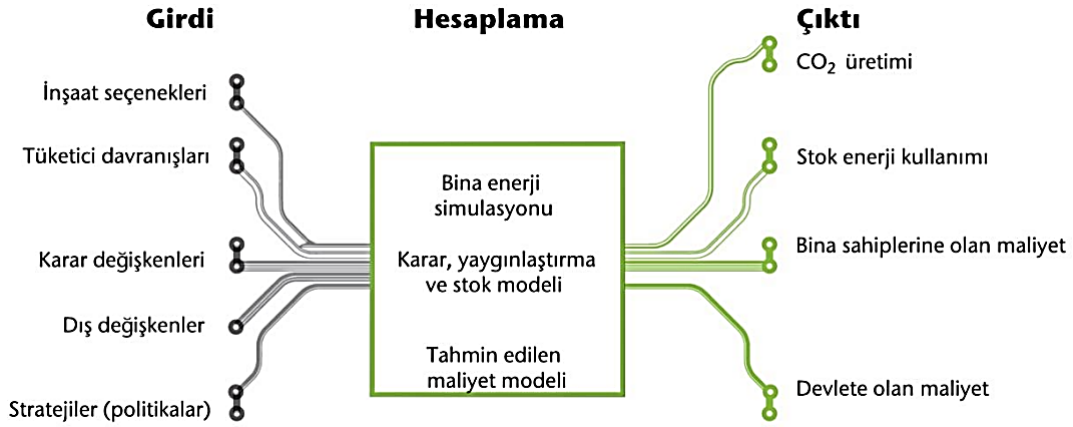 Girdi
Hesaplama
Çıktı
İnşaat seçenekleri
Tüketici davranışları
Karar değişkenleri
Dış değişkenler
Stratejiler (politikalar)
Bina enerji
simulasyonu
Karar, yaygınlaştırma
ve stok modeli
Tahmin edilen
maliyet modeli
CO₂ üretimi
Stok enerji kullanımı
Bina sahiplerine olan maliyet
Devlete olan maliyet